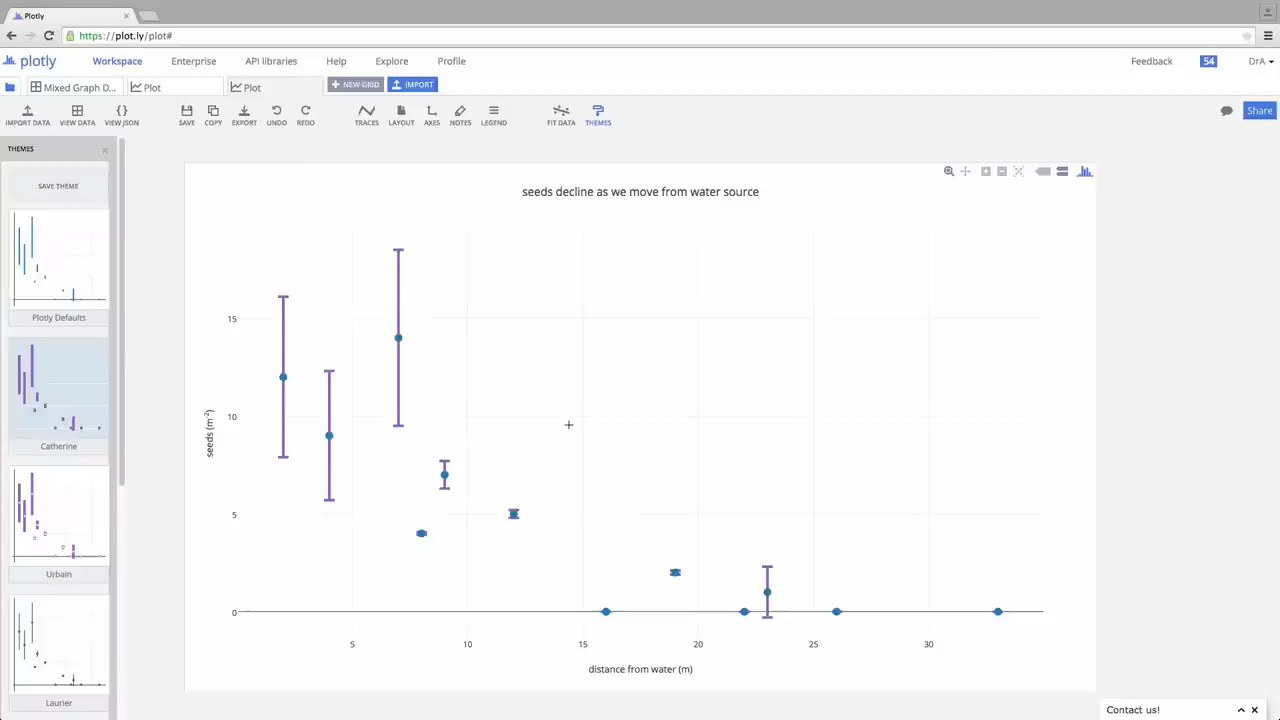 Plotly
https://plot.ly/plot#
plotly Workspace Enterprise API libraries Help Explore Profile Feedback 54 DrA
Mixed Graph D... Plot Plot + NEW GRID IMPORT
IMPORT DATA VIEW DATA VIEW JSON SAVE COPY EXPORT UNDO REDO TRACES LAYOUT AXES NOTES LEGEND FIT DATA THEMES Share
THEMES
SAVE THEME
Plotly Defaults
Catherine
Urbain
Laurier
seeds decline as we move from water source
15
10
5
0
seeds (m⁻²)
5 10 15 20 25 30
distance from water (m)
Contact us!